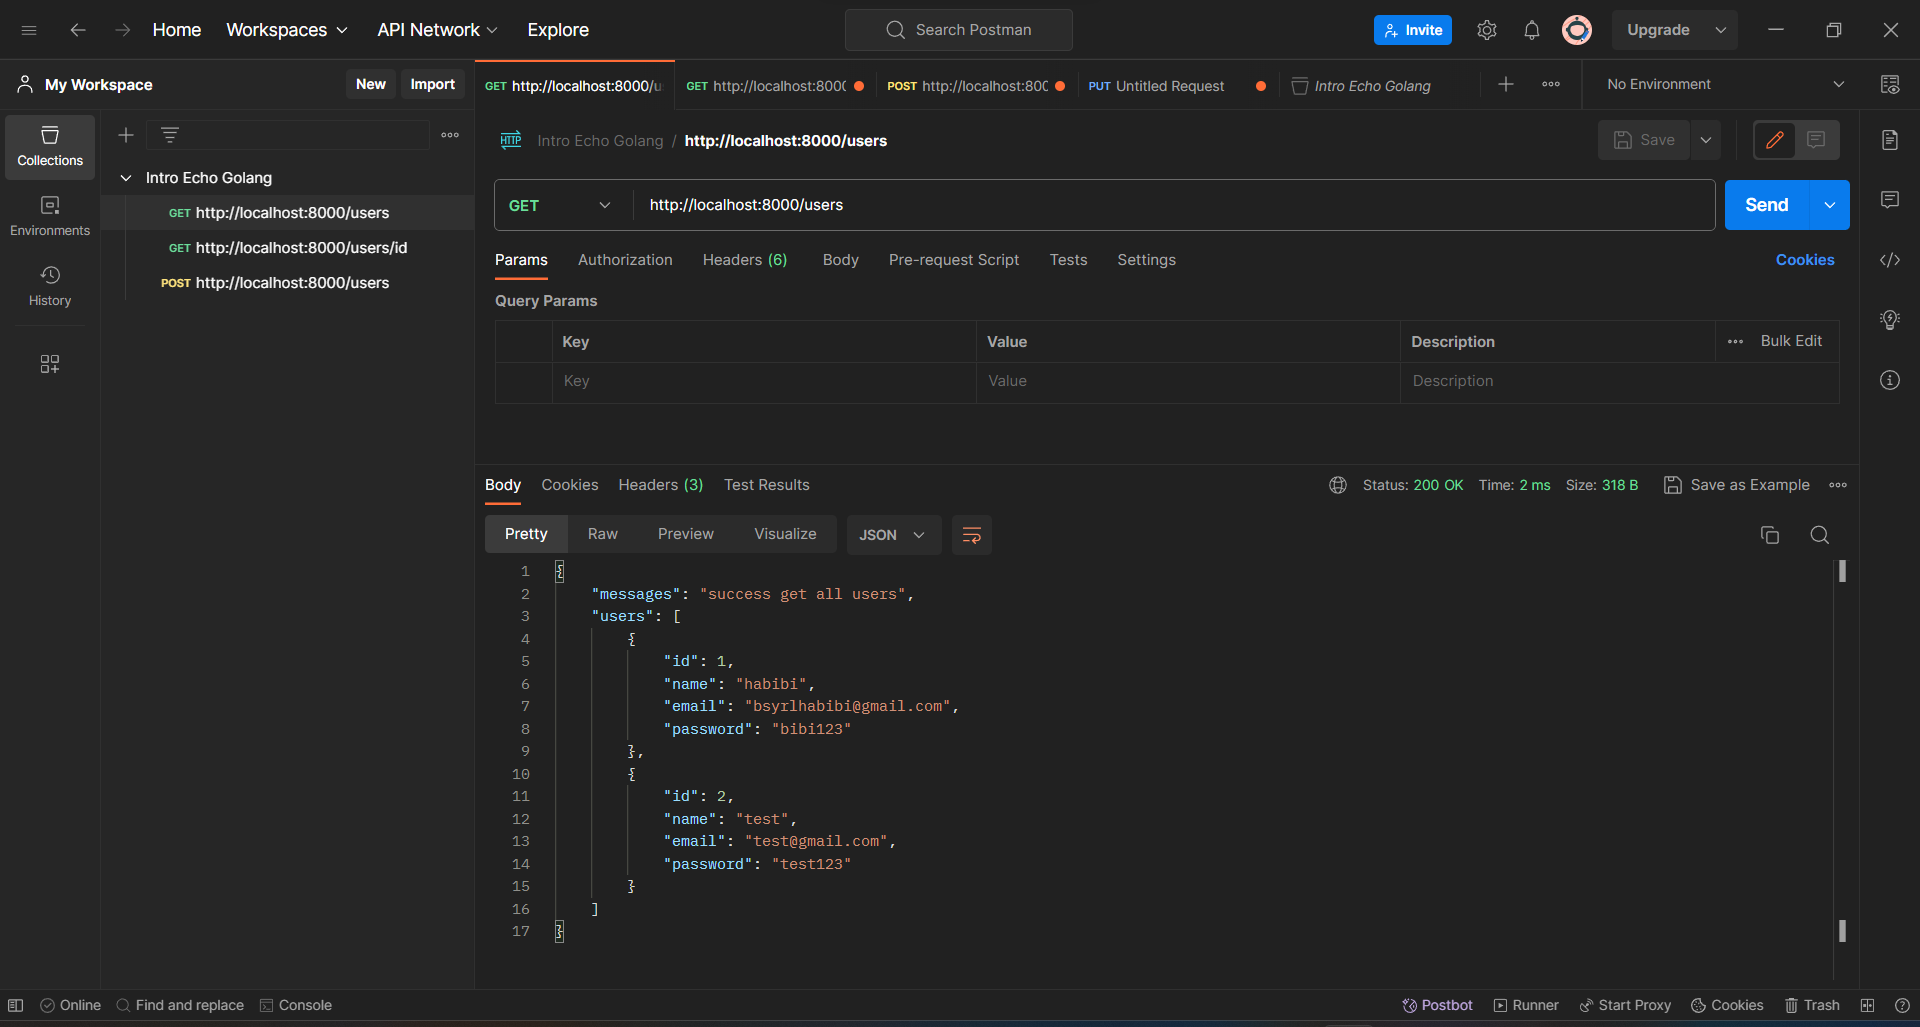 Home Workspaces API Network Explore Search Postman Invite Upgrade
My Workspace New Import
GET http://localhost:8000/u GET http://localhost:800( POST http://localhost:80( PUT Untitled Request Intro Echo Golang No Environment
Collections
Environments
History
Intro Echo Golang
GET http://localhost:8000/users
GET http://localhost:8000/users/id
POST http://localhost:8000/users
HTTP Intro Echo Golang / http://localhost:8000/users Save
GET http://localhost:8000/users Send
Params Authorization Headers (6) Body Pre-request Script Tests Settings Cookies
Query Params
Key Value Description Bulk Edit
Key Value Description
Body Cookies Headers (3) Test Results Status: 200 OK Time: 2 ms Size: 318 B Save as Example
Pretty Raw Preview Visualize JSON
1 {
2 "messages": "success get all users",
3 "users": [
4 {
5 "id": 1,
6 "name": "habibi",
7 "email": "bsyrlhabibi@gmail.com",
8 "password": "bibi123"
9 },
10 {
11 "id": 2,
12 "name": "test",
13 "email": "test@gmail.com",
14 "password": "test123"
15 }
16 ]
17 }
Online Find and replace Console Postbot Runner Start Proxy Cookies Trash